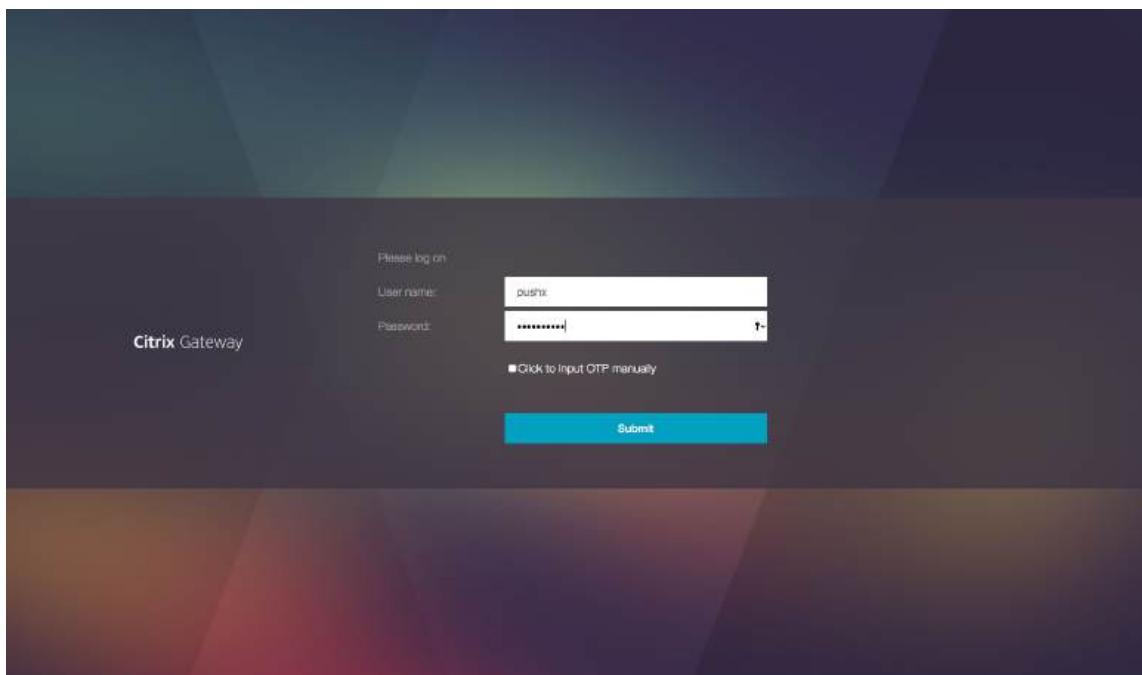 Please log on
User name:
pushx
Password:
••••••••••
Citrix Gateway
Click to Input OTP manually
Submit